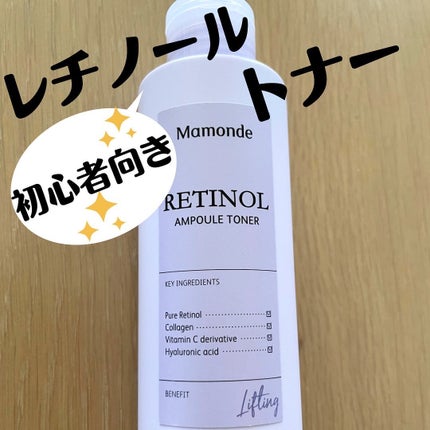 レチノール
トナー
初心者向き
Mamonde
RETINOL
AMPOULE TONER
KEY INGREDIENTS
Pure Retinol
Collagen
Vitamin C derivative
Hyaluronic acid
BENEFIT
Lifting